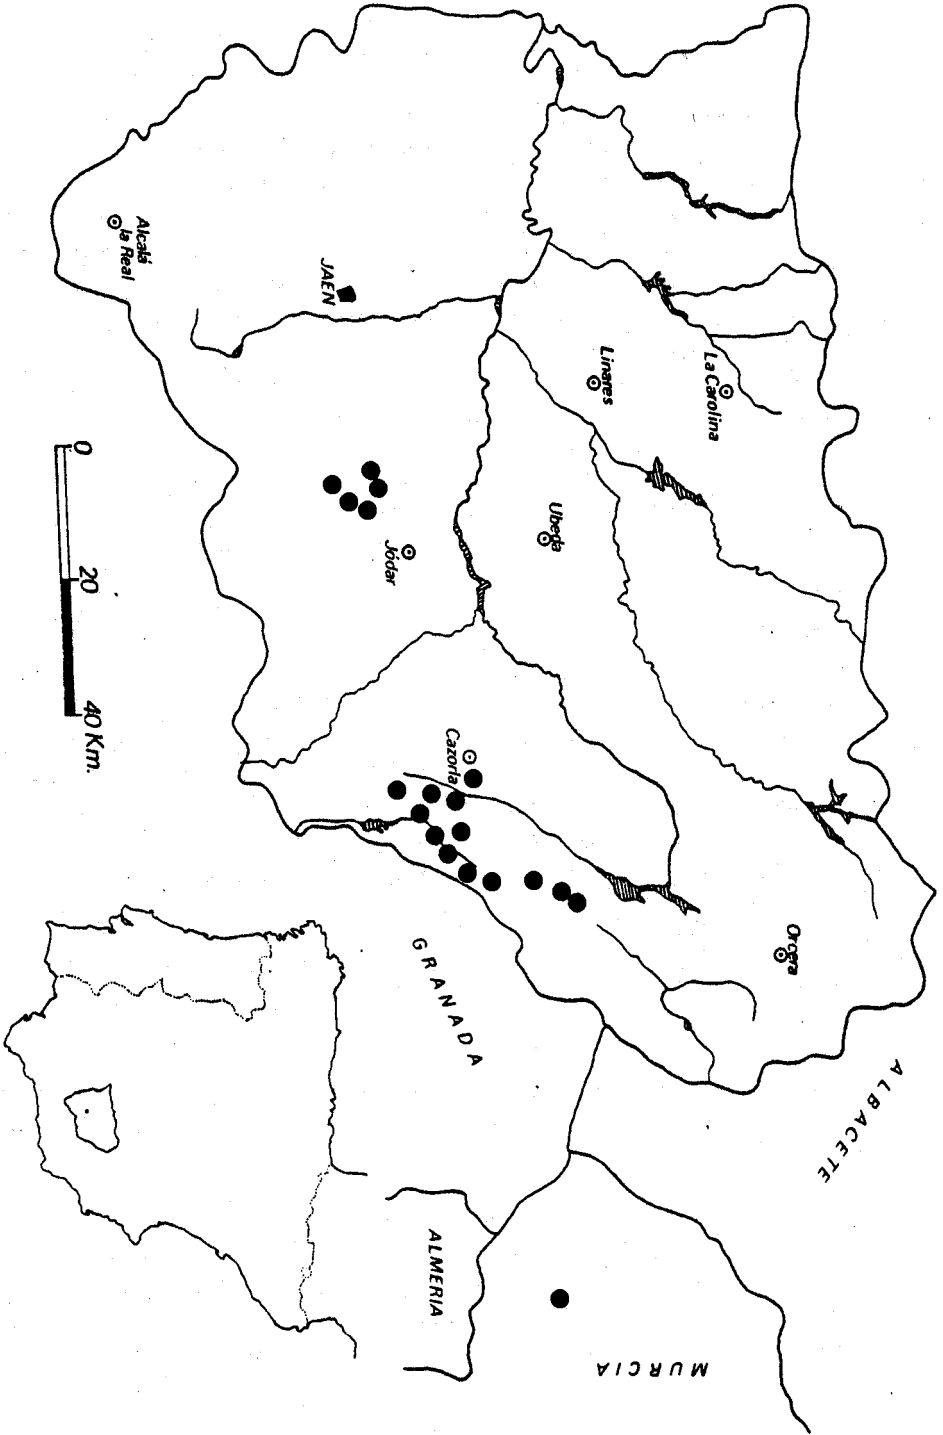 La Carolina
Linares
Ubeda
Orcera
JAEN
Jódar
Cazorla
Alcalá
la Real
ALBACETE
GRANADA
MURCIA
ALMERIA
0 20 40 Km.